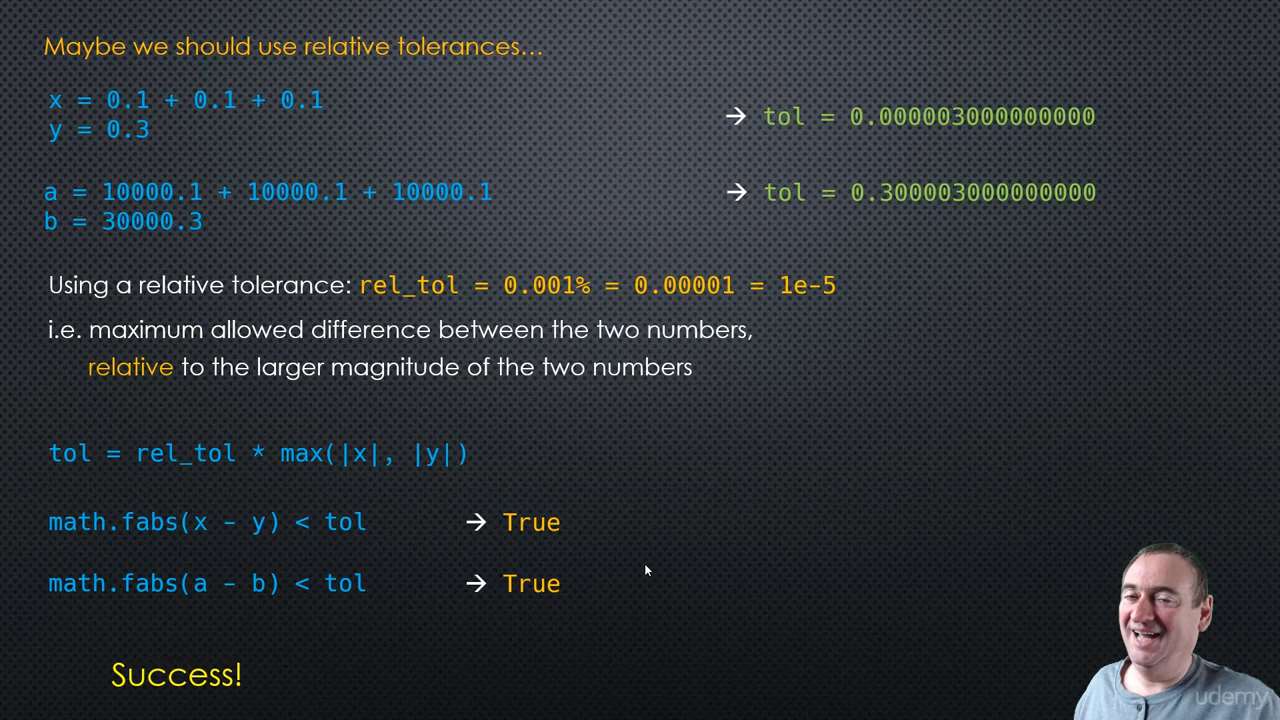 Maybe we should use relative tolerances…
x = 0.1 + 0.1 + 0.1
y = 0.3
→ tol = 0.000003000000000
a = 10000.1 + 10000.1 + 10000.1
b = 30000.3
→ tol = 0.300003000000000
Using a relative tolerance: rel_tol = 0.001% = 0.00001 = 1e-5
i.e. maximum allowed difference between the two numbers,
relative to the larger magnitude of the two numbers
tol = rel_tol * max(|x|, |y|)
math.fabs(x - y) < tol → True
math.fabs(a - b) < tol → True
Success!
udemy